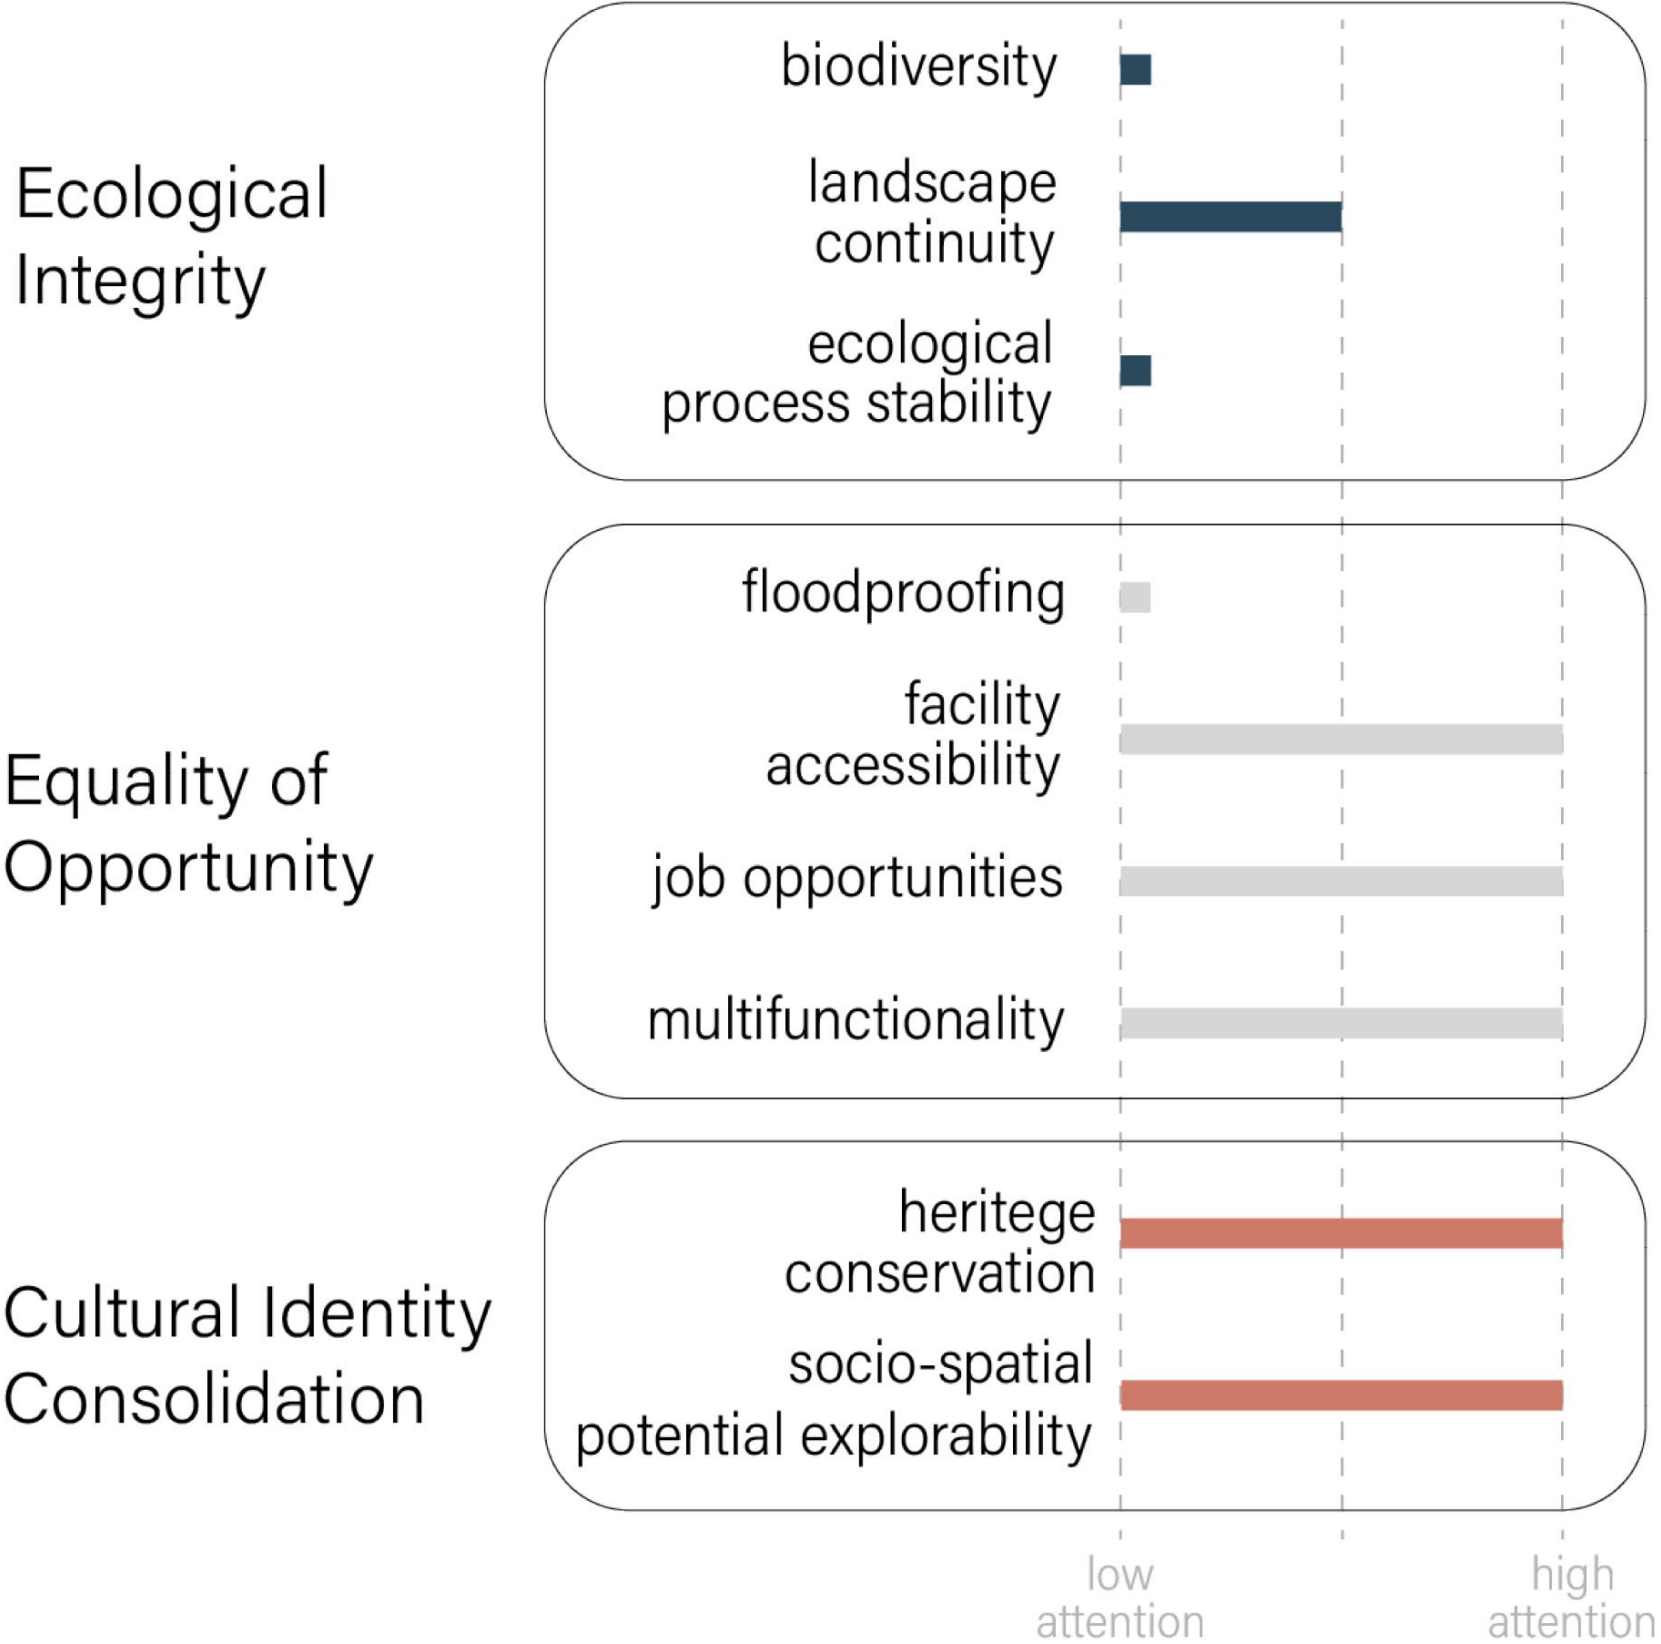 Ecological
Integrity
biodiversity
landscape
continuity
ecological
process stability
Equality of
Opportunity
floodproofing
facility
accessibility
job opportunities
multifunctionality
Cultural Identity
Consolidation
heritege
conservation
socio-spatial
potential explorability
low
attention
high
attention